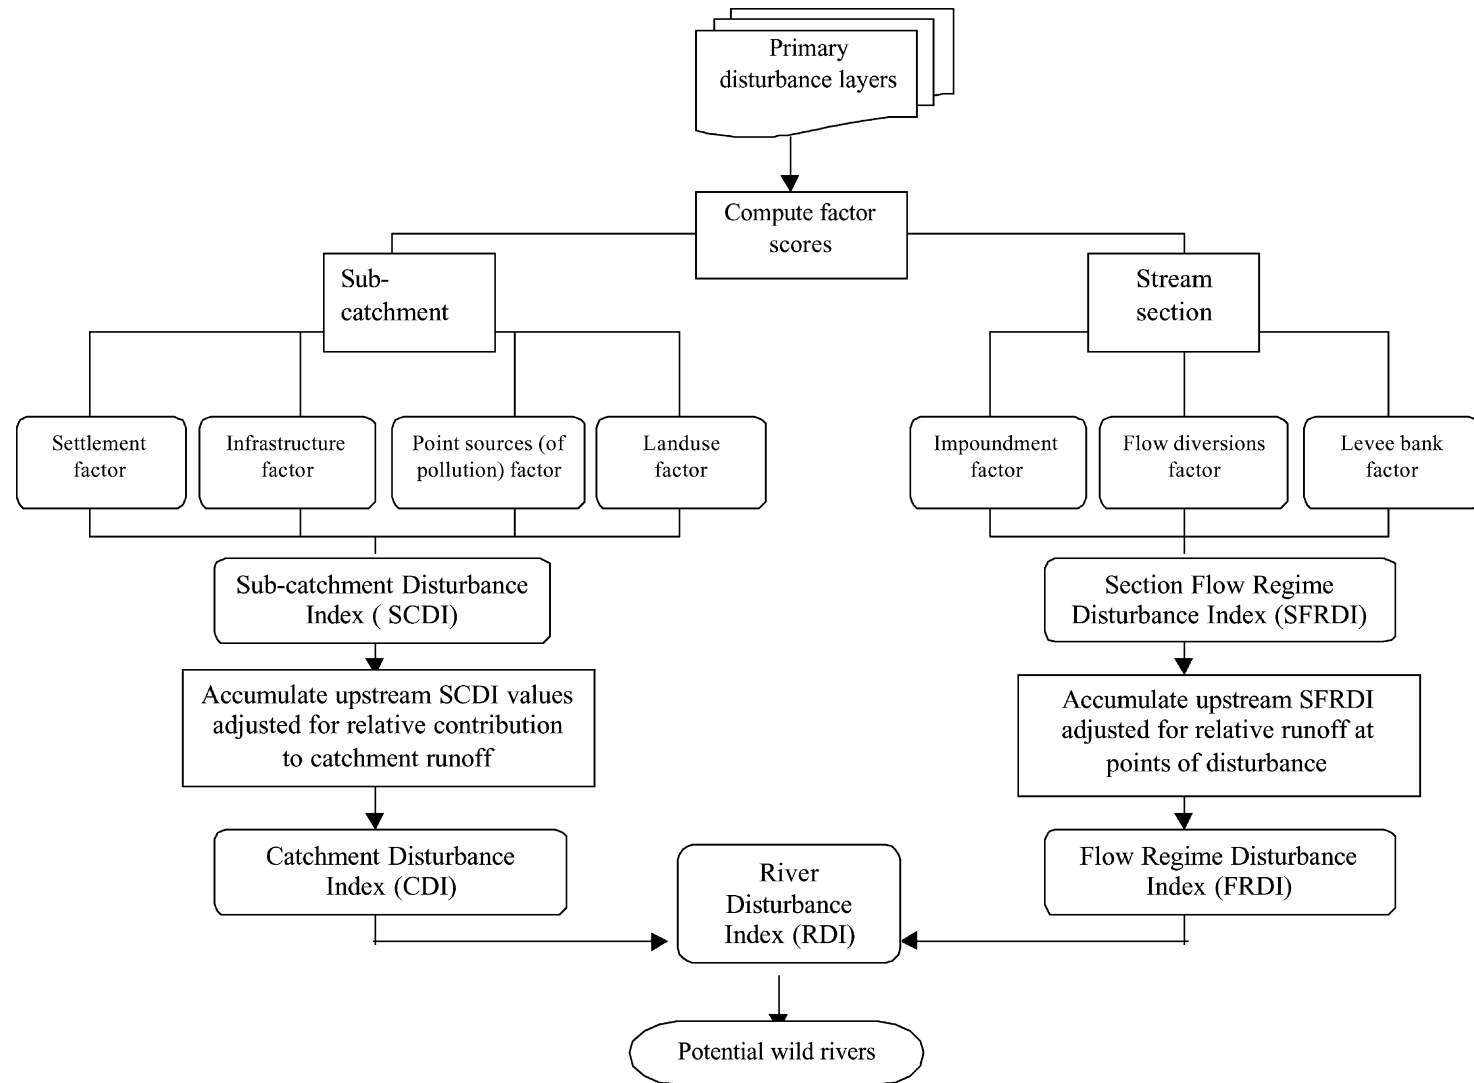 Primary
disturbance layers
Compute factor
scores
Sub-
catchment
Stream
section
Settlement
factor
Infrastructure
factor
Point sources (of
pollution) factor
Landuse
factor
Impoundment
factor
Flow diversions
factor
Levee bank
factor
Sub-catchment Disturbance
Index ( SCDI)
Section Flow Regime
Disturbance Index (SFRDI)
Accumulate upstream SCDI values
adjusted for relative contribution
to catchment runoff
Accumulate upstream SFRDI
adjusted for relative runoff at
points of disturbance
Catchment Disturbance
Index (CDI)
River
Disturbance
Index (RDI)
Flow Regime Disturbance
Index (FRDI)
Potential wild rivers